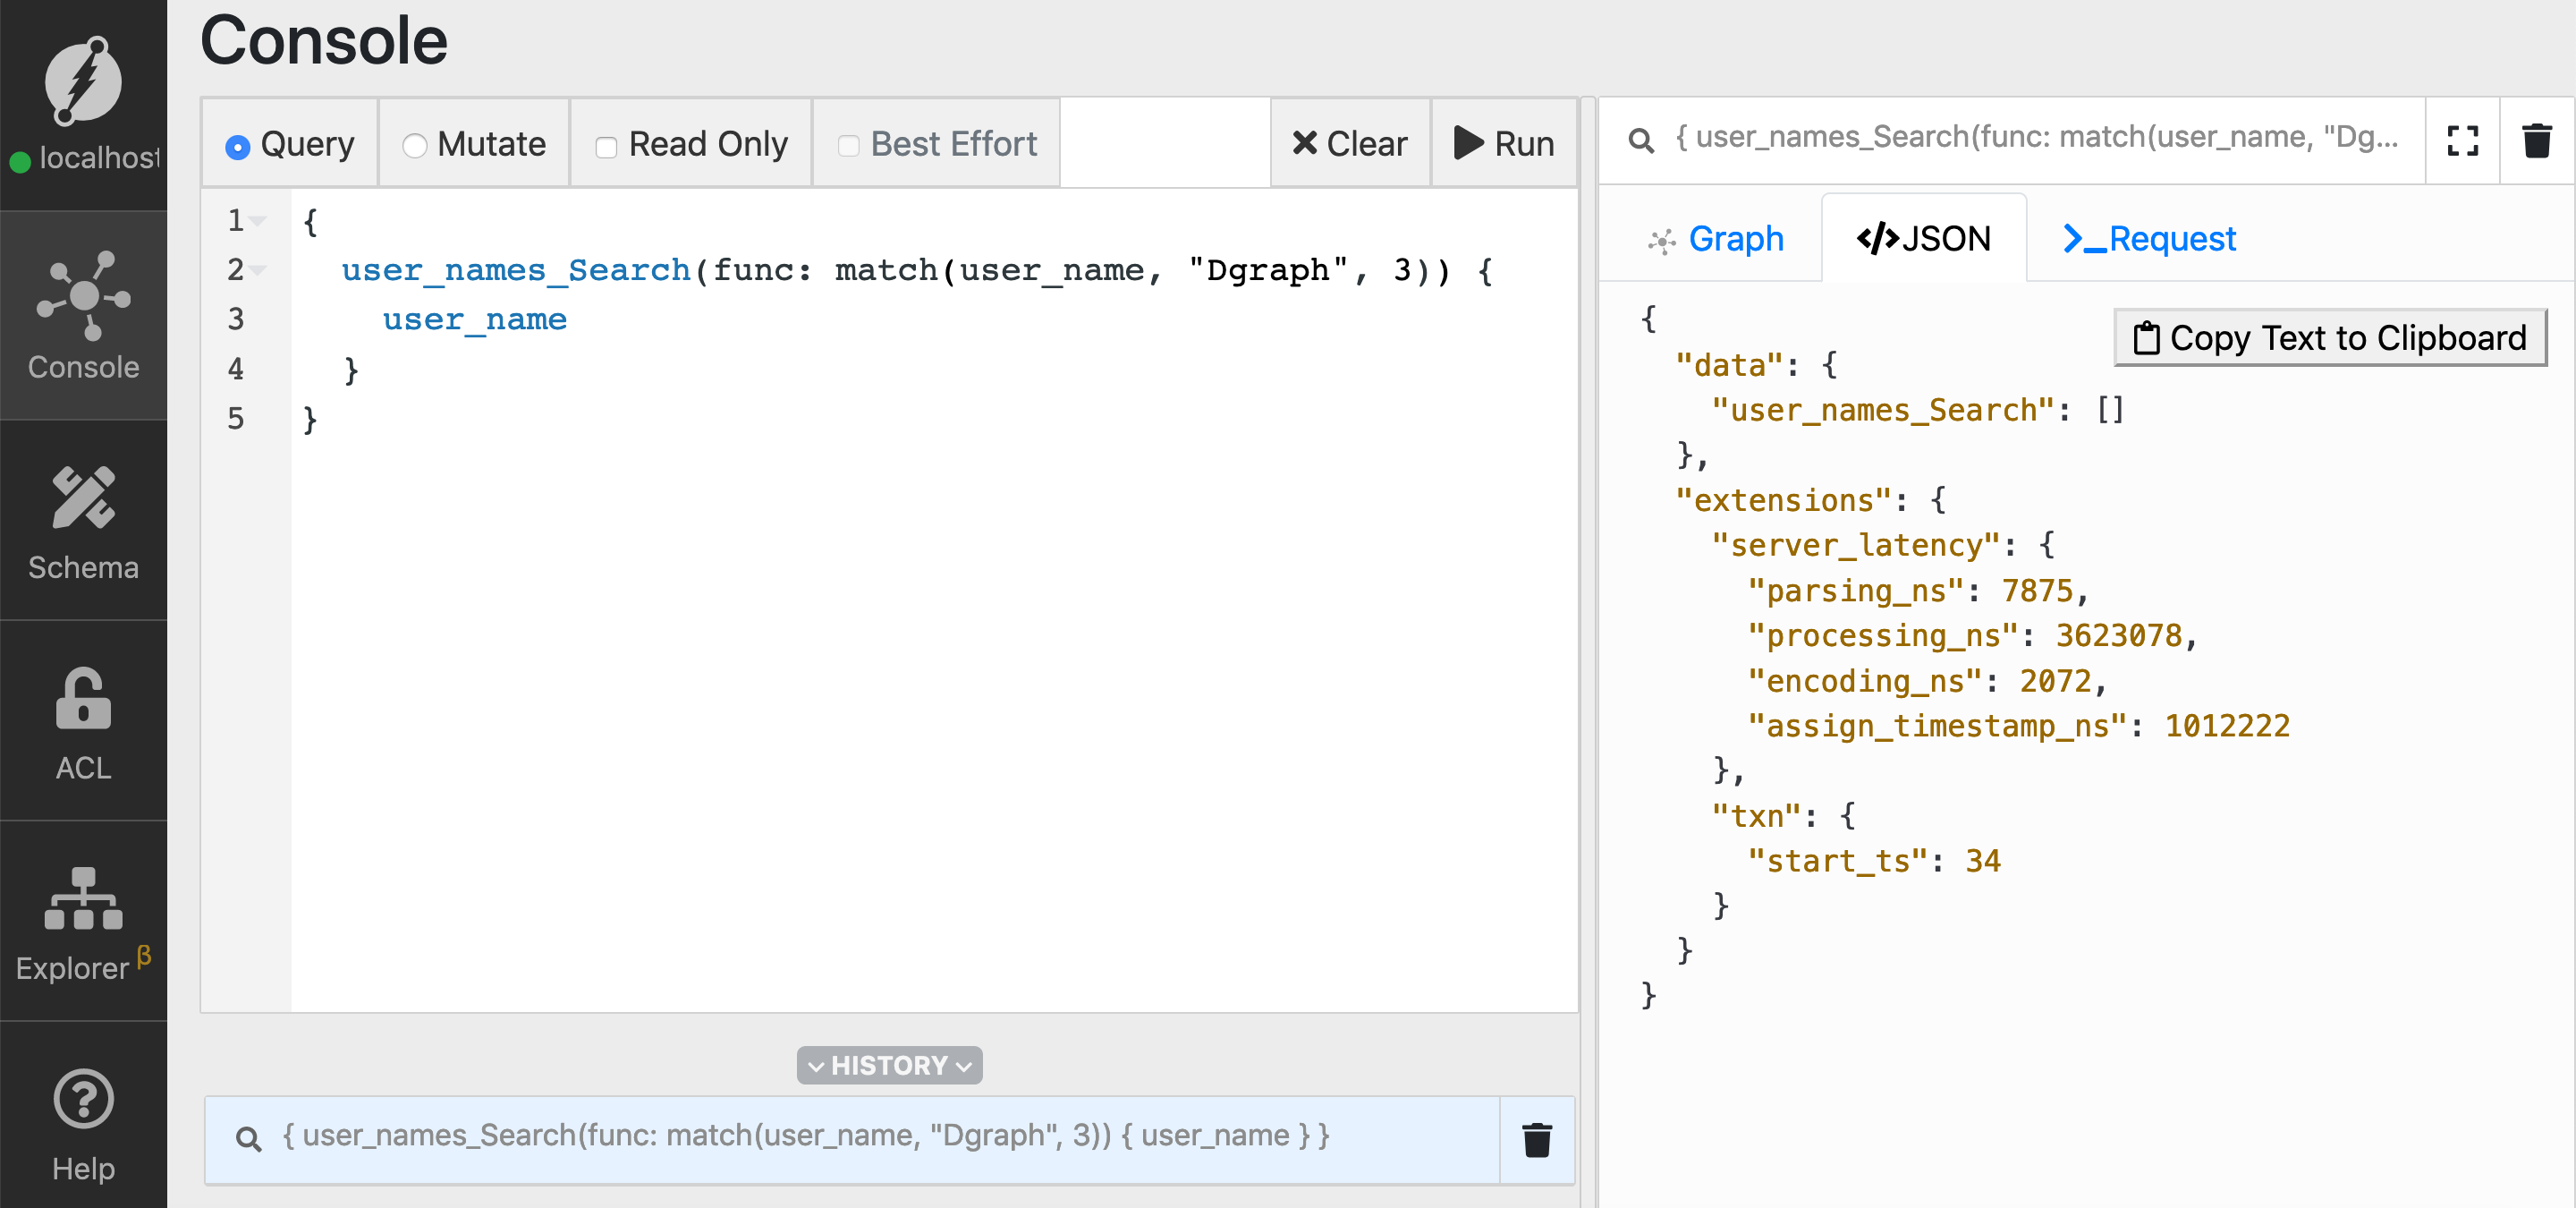 Console
localhost
Console
Schema
ACL
Explorer β
Help
Query
Mutate
Read Only
Best Effort
Clear
Run
1 {
2 user_names_Search(func: match(user_name, "Dgraph", 3)) {
3 user_name
4 }
5 }
HISTORY
{ user_names_Search(func: match(user_name, "Dgraph", 3)) { user_name } }
{ user_names_Search(func: match(user_name, "Dg...
Graph
</>JSON
>_Request
Copy Text to Clipboard
{
"data": {
"user_names_Search": []
},
"extensions": {
"server_latency": {
"parsing_ns": 7875,
"processing_ns": 3623078,
"encoding_ns": 2072,
"assign_timestamp_ns": 1012222
},
"txn": {
"start_ts": 34
}
}
}